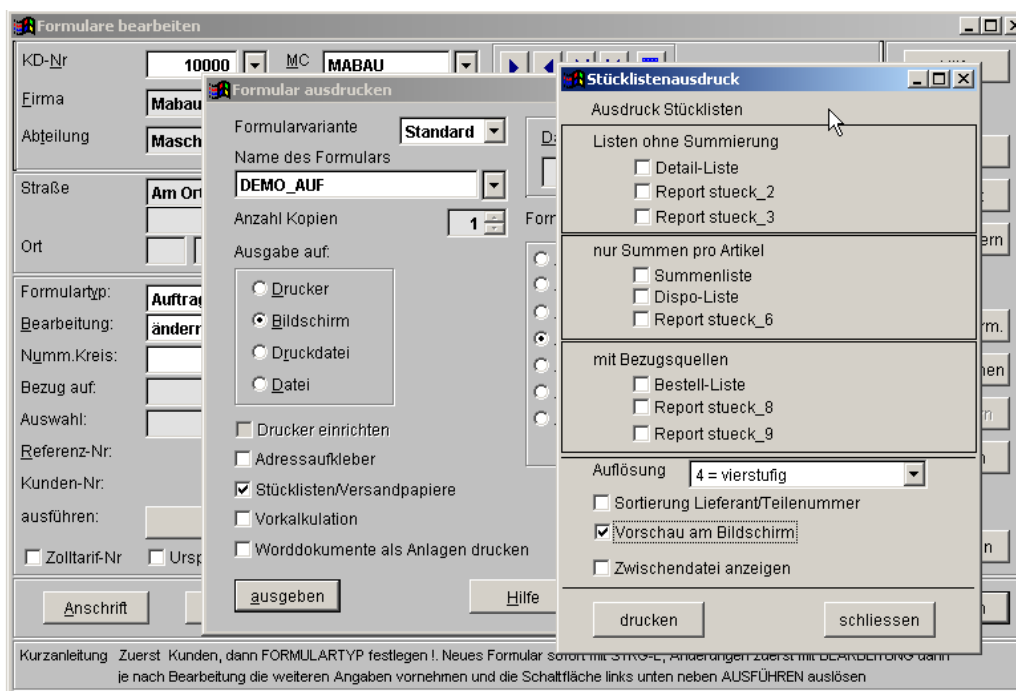 Formulare bearbeiten
KD-Nr 10000 MC MABAU
Firma Mabau
Abteilung Masch
Straße Am Ort
Ort
Formulartyp: Auftrag
Bearbeitung: ändern
Numm.Kreis:
Bezug auf:
Auswahl:
Referenz-Nr:
Kunden-Nr:
ausführen:
Zolltarif-Nr Ursp
Anschrift
Formular ausdrucken
Formularvariante Standard
Name des Formulars
DEMO_AUF
Anzahl Kopien 1
Form
Ausgabe auf:
Drucker
Bildschirm
Druckdatei
Datei
Drucker einrichten
Adressaufkleber
Stücklisten/Versandpapiere
Vorkalkulation
Worddokumente als Anlagen drucken
ausgeben Hilfe
Stücklistenausdruck
Ausdruck Stücklisten
Listen ohne Summierung
Detail-Liste
Report stueck_2
Report stueck_3
nur Summen pro Artikel
Summenliste
Dispo-Liste
Report stueck_6
mit Bezugsquellen
Bestell-Liste
Report stueck_8
Report stueck_9
Auflösung 4 = vierstufig
Sortierung Lieferant/Teilenummer
Vorschau am Bildschirm
Zwischendatei anzeigen
drucken schliessen
ern
rm.
nen
n
Kurzanleitung Zuerst Kunden, dann FORMULARTYP festlegen !. Neues Formular sofort mit STRG-E, Änderungen zuerst mit BEARBEITUNG dann
je nach Bearbeitung die weiteren Angaben vornehmen und die Schaltfläche links unten neben AUSFÜHREN auslösen